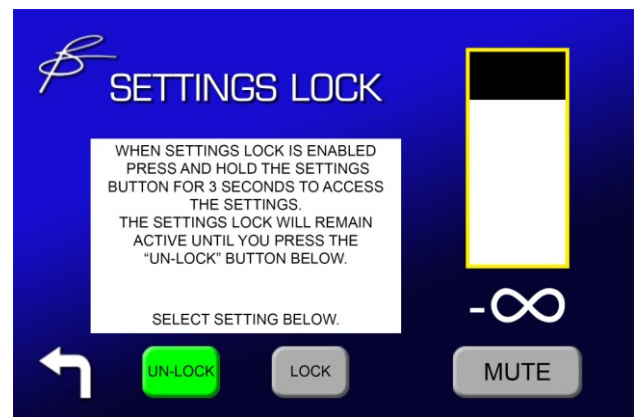 SETTINGS LOCK
WHEN SETTINGS LOCK IS ENABLED
PRESS AND HOLD THE SETTINGS
BUTTON FOR 3 SECONDS TO ACCESS
THE SETTINGS.
THE SETTINGS LOCK WILL REMAIN
ACTIVE UNTIL YOU PRESS THE
“UN-LOCK” BUTTON BELOW.
SELECT SETTING BELOW.
-∞
UN-LOCK
LOCK
MUTE